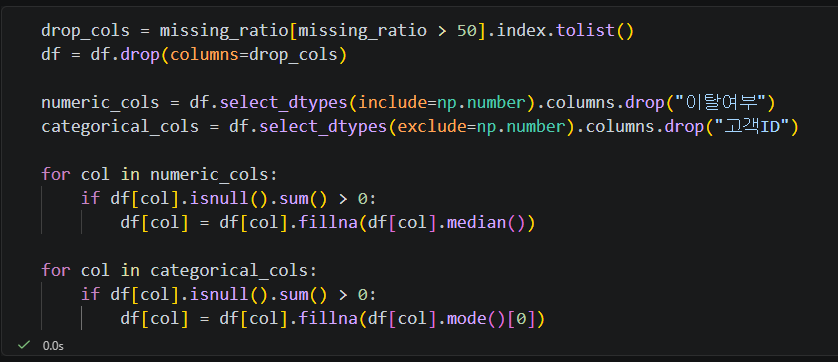 drop_cols = missing_ratio[missing_ratio > 50].index.tolist()
df = df.drop(columns=drop_cols)
numeric_cols = df.select_dtypes(include=np.number).columns.drop("이탈여부")
categorical_cols = df.select_dtypes(exclude=np.number).columns.drop("고객ID")
for col in numeric_cols:
    if df[col].isnull().sum() > 0:
        df[col] = df[col].fillna(df[col].median())
for col in categorical_cols:
    if df[col].isnull().sum() > 0:
        df[col] = df[col].fillna(df[col].mode()[0])
0.0s